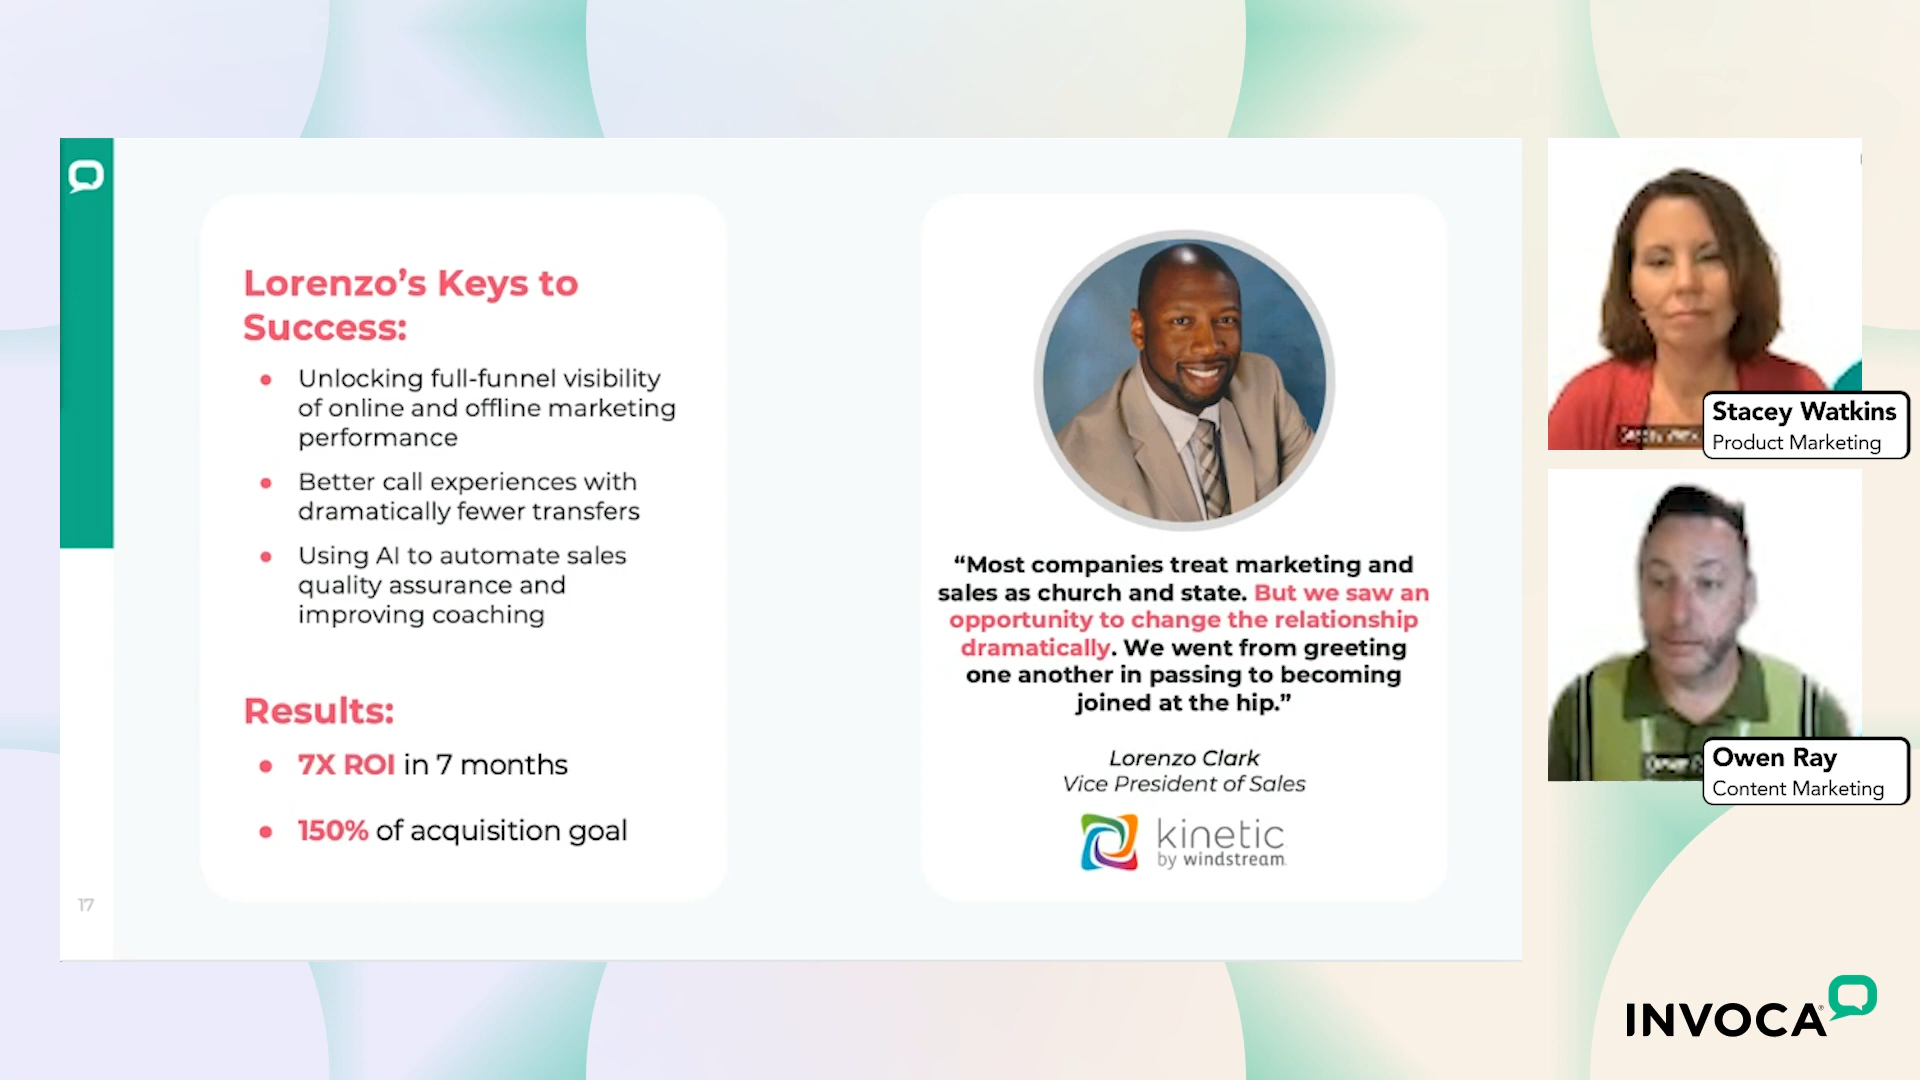 Lorenzo’s Keys to
Success:
● Unlocking full-funnel visibility
of online and offline marketing
performance
● Better call experiences with
dramatically fewer transfers
● Using AI to automate sales
quality assurance and
improving coaching
Results:
● 7X ROI in 7 months
● 150% of acquisition goal
17
“Most companies treat marketing and
sales as church and state. But we saw an
opportunity to change the relationship
dramatically. We went from greeting
one another in passing to becoming
joined at the hip.”
Lorenzo Clark
Vice President of Sales
kinetic
by windstream
Stacey Watkins
Product Marketing
Owen Ray
Content Marketing
INVOCA